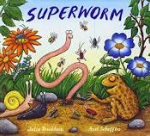 SUPERWORM
Julia Donaldson Axel Scheffler